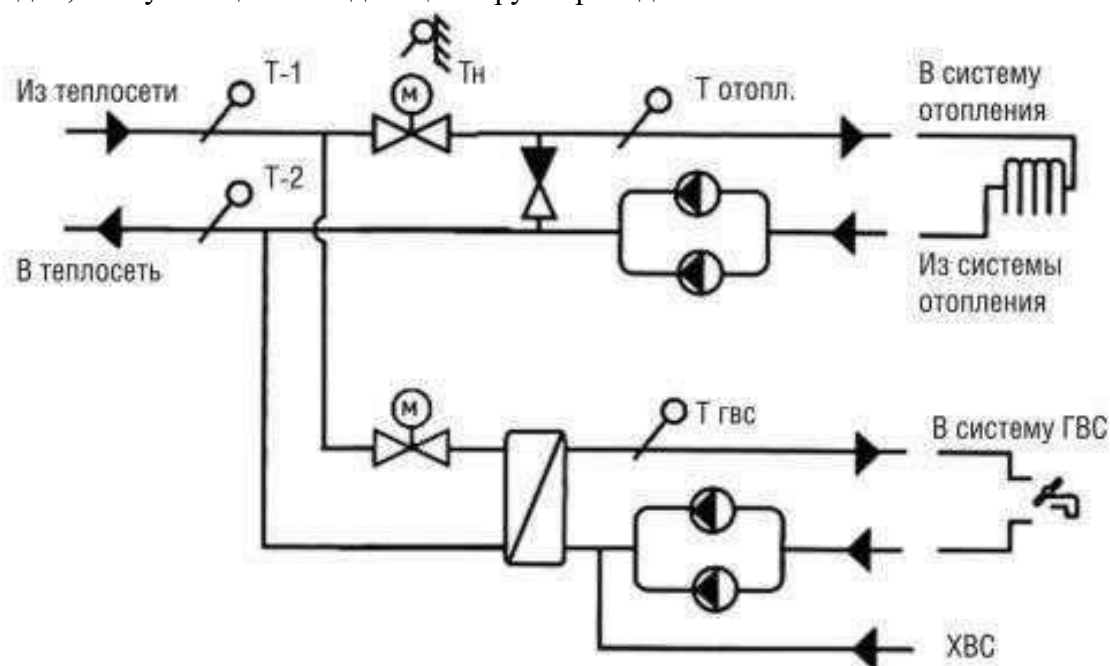 Т-1
Тн
Из теплосети
Т отопл.
В систему
отопления
М
Т-2
В теплосеть
Из системы
отопления
М
Т гвс
В систему ГВС
ХВС